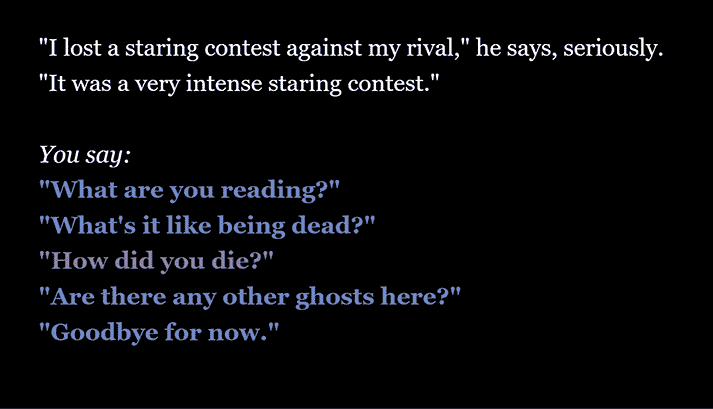 "I lost a staring contest against my rival," he says, seriously.
"It was a very intense staring contest."
You say:
"What are you reading?"
"What's it like being dead?"
"How did you die?"
"Are there any other ghosts here?"
"Goodbye for now."